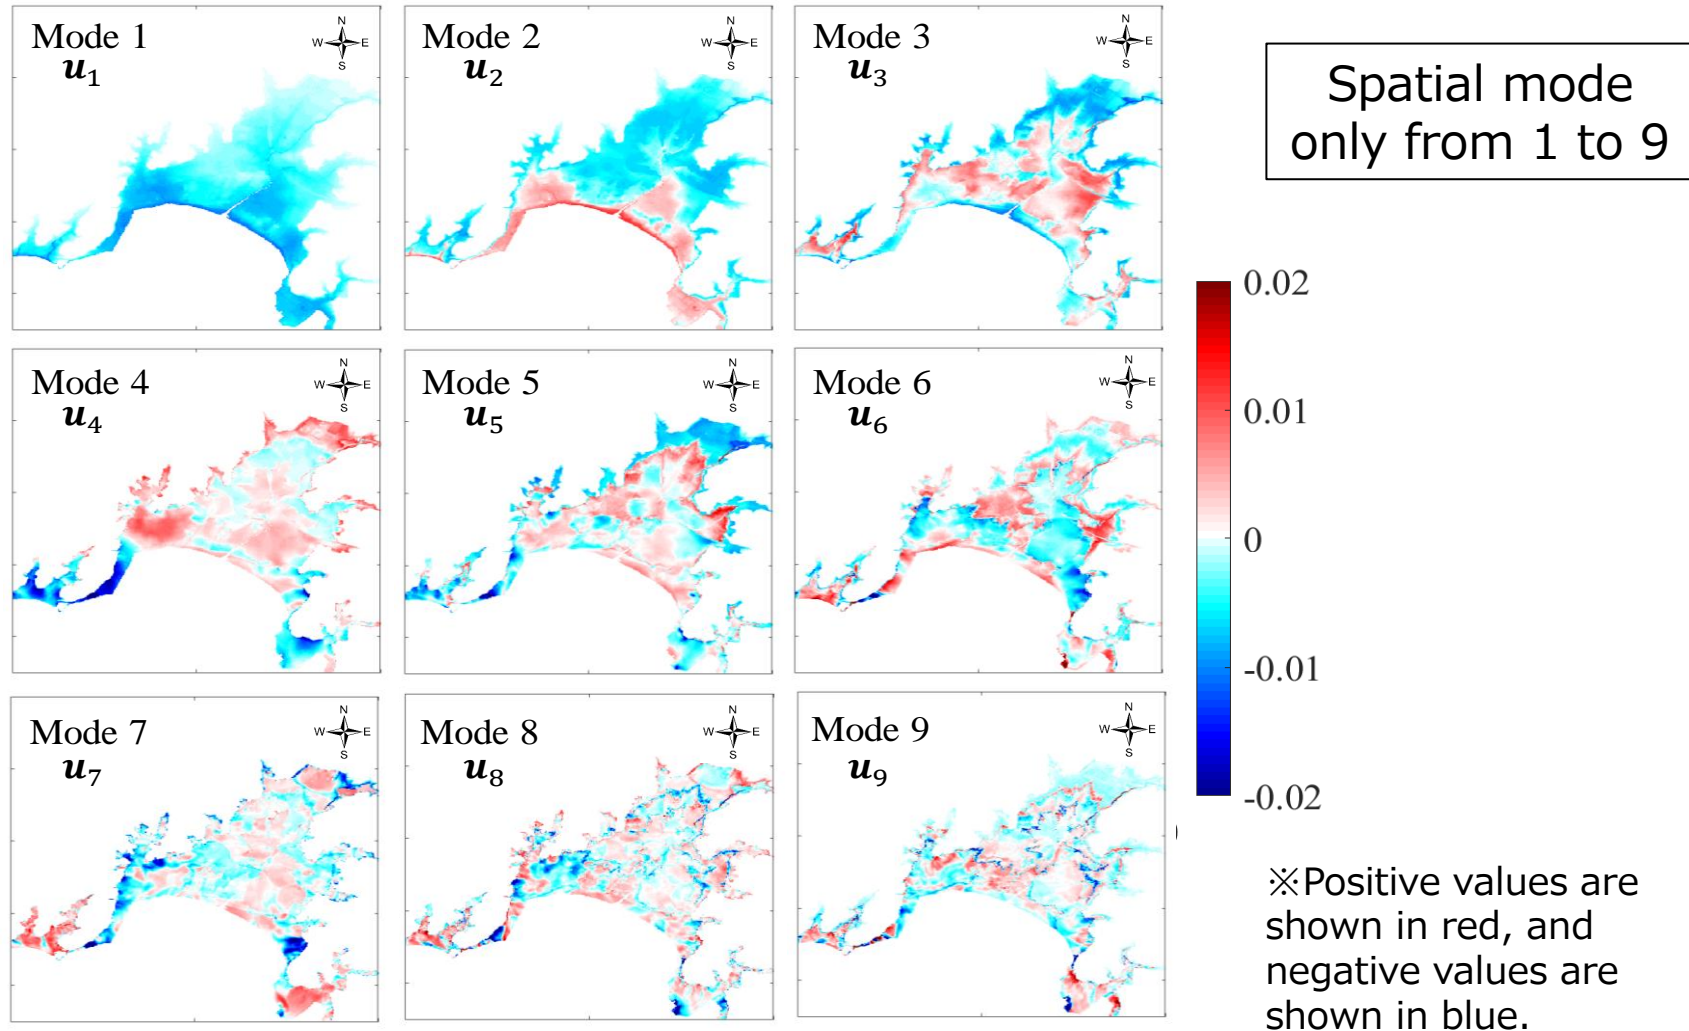 Mode 1
u1
N
W E
S
Mode 2
u2
N
W E
S
Mode 3
u3
N
W E
S
Spatial mode
only from 1 to 9
Mode 4
u4
N
W E
S
Mode 5
u5
N
W E
S
Mode 6
u6
N
W E
S
0.02
0.01
0
-0.01
-0.02
Mode 7
u7
N
W E
S
Mode 8
u8
N
W E
S
Mode 9
u9
N
W E
S
※Positive values are
shown in red, and
negative values are
shown in blue.